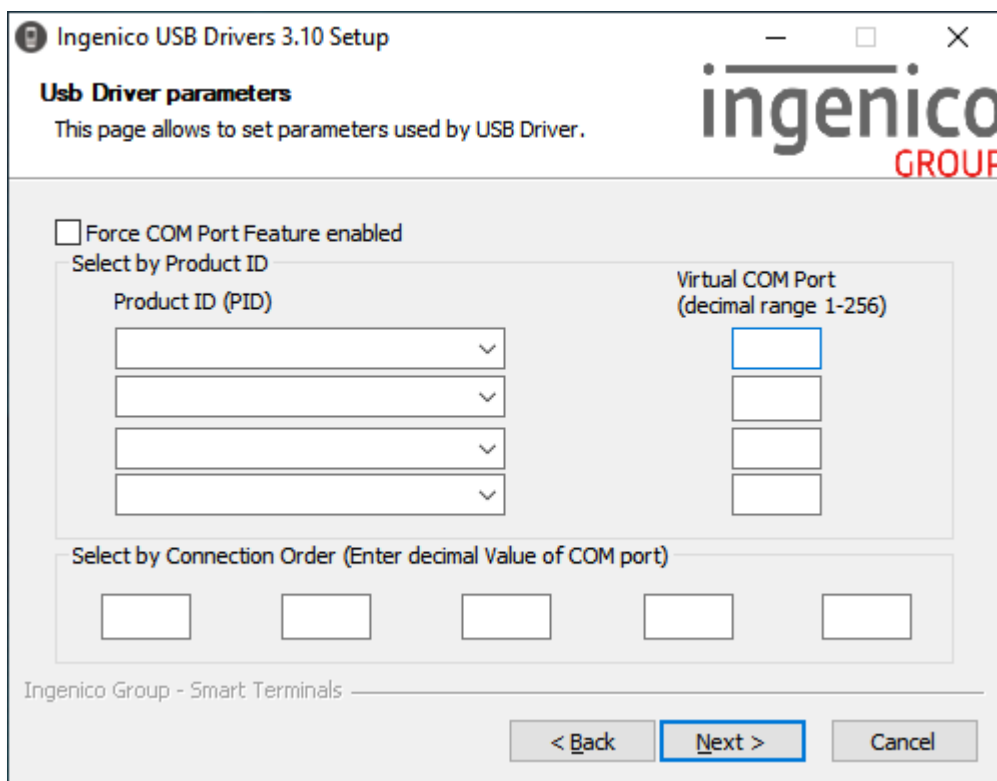 Ingenico USB Drivers 3.10 Setup
Usb Driver parameters
This page allows to set parameters used by USB Driver.
ingenico
GROUP
Force COM Port Feature enabled
Select by Product ID
Product ID (PID)
Virtual COM Port
(decimal range 1-256)
Select by Connection Order (Enter decimal Value of COM port)
Ingenico Group - Smart Terminals
< Back
Next >
Cancel